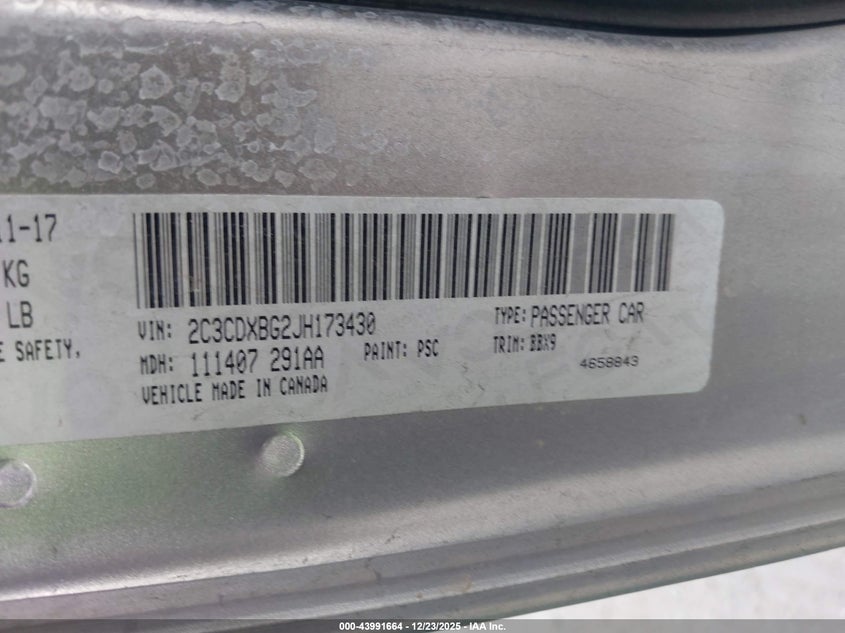 11-17
KG
LB
E SAFETY,
VIN: 2C3CDXBG2JH173430
TYPE: PASSENGER CAR
MDH: 111407 291AA
PAINT: PSC
TRIM: BBX9
4658843
VEHICLE MADE IN CANADA
000-43991664 - 12/23/2025 - IAA Inc.